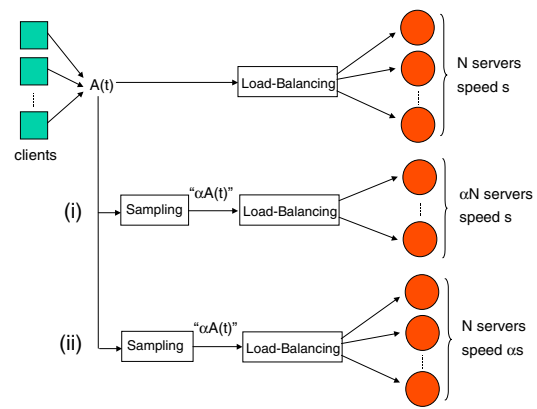 clients
A(t)
Load-Balancing
N servers
speed s
(i)
Sampling
“αA(t)”
Load-Balancing
αN servers
speed s
(ii)
Sampling
“αA(t)”
Load-Balancing
N servers
speed αs